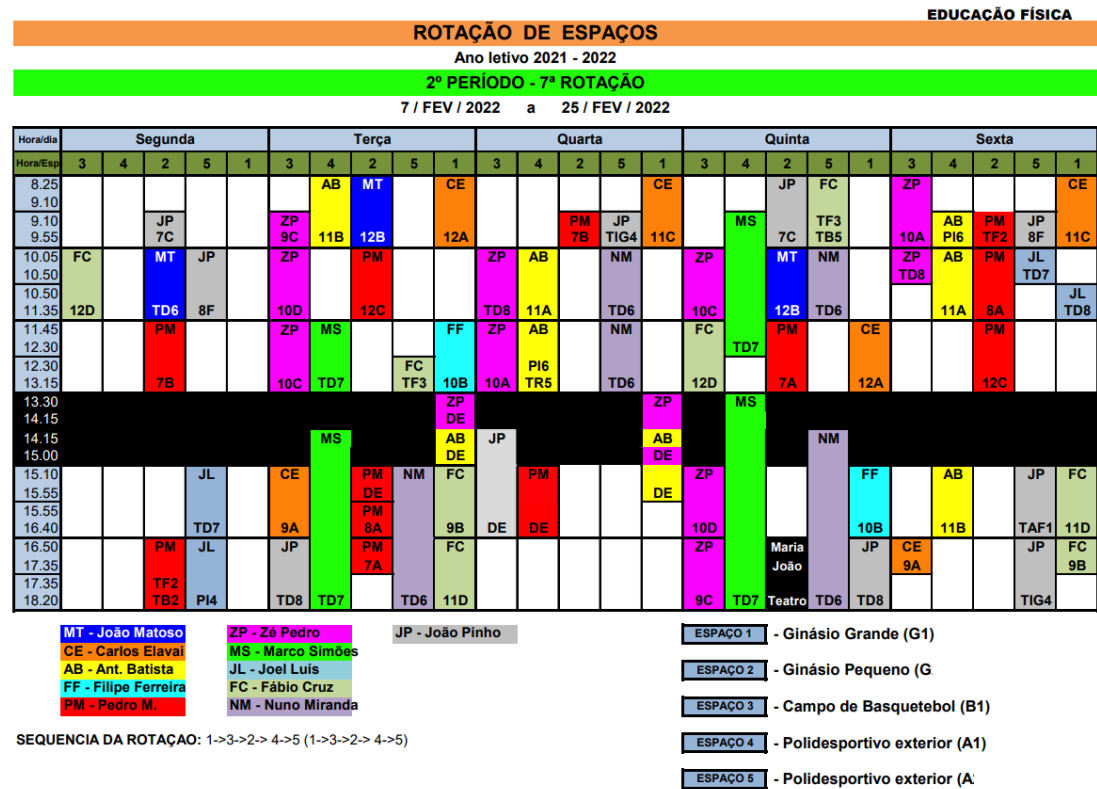 EDUCAÇÃO FÍSICA
ROTAÇÃO DE ESPAÇOS
Ano letivo 2021 - 2022
2º PERÍODO - 7ª ROTAÇÃO
7 / FEV / 2022 a 25 / FEV / 2022
Hora/dia Segunda Terça Quarta Quinta Sexta
Hora/Esp 3 4 2 5 1 3 4 2 5 1 3 4 2 5 1 3 4 2 5 1 3 4 2 5 1
8.25 AB MT CE CE JP FC ZP CE
9.10
9.10 JP ZP PM JP MS TF3 AB PM JP
9.55 7C 9C 11B 12B 12A 7B TIG4 11C 7C TB5 10A PI6 TF2 8F 11C
10.05 FC MT JP ZP PM ZP AB NM ZP MT NM ZP AB PM JL
10.50 TD8 TD7
10.50 JL
11.35 12D TD6 8F 10D 12C TD8 11A TD6 10C 12B TD6 11A 8A TD8
11.45 PM ZP MS FF ZP AB NM FC PM CE PM
12.30 TD7
12.30 FC PI6
13.15 7B 10C TD7 TF3 10B 10A TR5 TD6 12D 7A 12A 12C
13.30 ZP ZP MS
14.15 DE
14.15 MS AB JP AB NM
15.00 DE DE
15.10 JL CE PM NM FC PM ZP FF AB JP FC
15.55 DE DE
15.55 PM
16.40 TD7 9A 8A 9B DE DE 10D 10B 11B TAF1 11D
16.50 PM JL JP PM FC ZP Maria JP CE JP FC
17.35 7A João 9A 9B
17.35 TF2
18.20 TB2 PI4 TD8 TD7 TD6 11D 9C TD7 Teatro TD6 TD8 TIG4
MT - João Matoso ZP - Zé Pedro JP - João Pinho ESPAÇO 1 - Ginásio Grande (G1)
CE - Carlos Elavai MS - Marco Simões
AB - Ant. Batista JL - Joel Luís ESPAÇO 2 - Ginásio Pequeno (G
FF - Filipe Ferreira FC - Fábio Cruz
PM - Pedro M. NM - Nuno Miranda ESPAÇO 3 - Campo de Basquetebol (B1)
SEQUENCIA DA ROTAÇAO: 1->3->2-> 4->5 (1->3->2-> 4->5) ESPAÇO 4 - Polidesportivo exterior (A1)
ESPAÇO 5 - Polidesportivo exterior (A